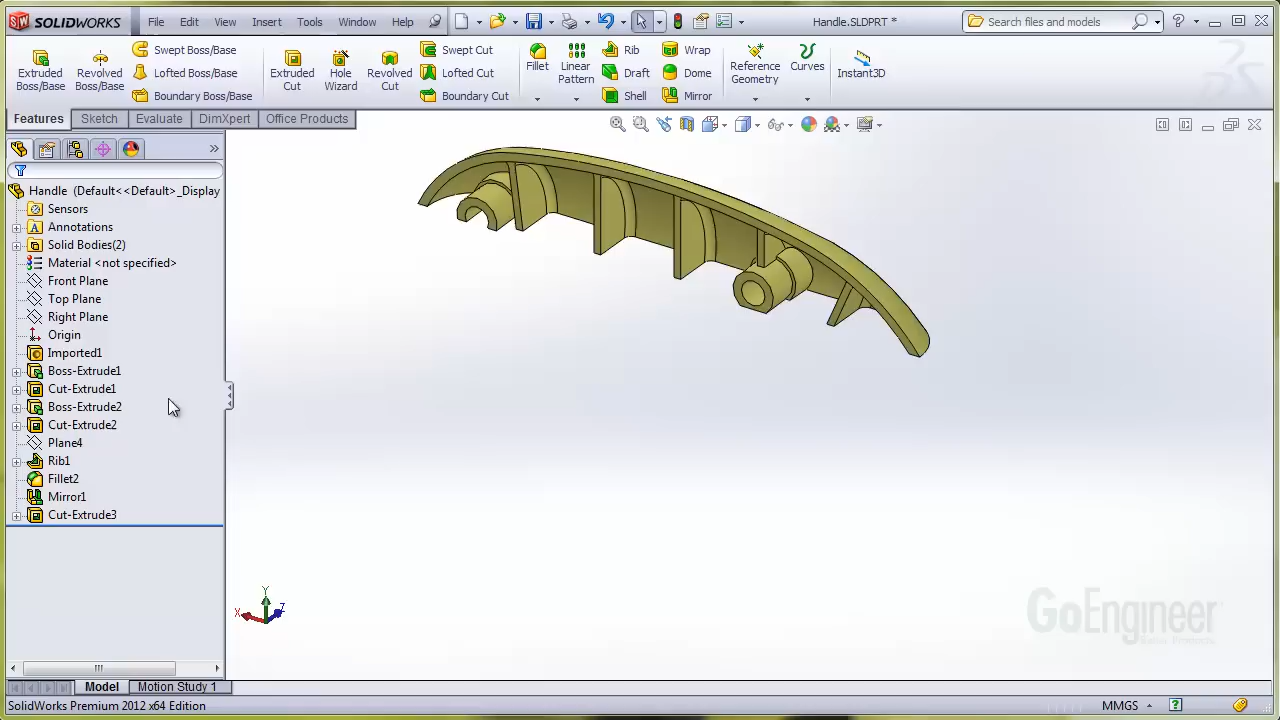 SOLIDWORKS File Edit View Insert Tools Window Help Handle.SLDPRT * Search files and models ?
Extruded Boss/Base
Revolved Boss/Base
Swept Boss/Base
Lofted Boss/Base
Boundary Boss/Base
Extruded Cut
Hole Wizard
Revolved Cut
Swept Cut
Lofted Cut
Boundary Cut
Fillet
Linear Pattern
Rib
Draft
Shell
Wrap
Dome
Mirror
Reference Geometry
Curves
Instant3D
Features Sketch Evaluate DimXpert Office Products
Handle (Default<<Default>_Display
Sensors
Annotations
Solid Bodies(2)
Material <not specified>
Front Plane
Top Plane
Right Plane
Origin
Imported1
Boss-Extrude1
Cut-Extrude1
Boss-Extrude2
Cut-Extrude2
Plane4
Rib1
Fillet2
Mirror1
Cut-Extrude3
Y
X Z
GoEngineer
Model Motion Study 1
SolidWorks Premium 2012 x64 Edition MMGS ?